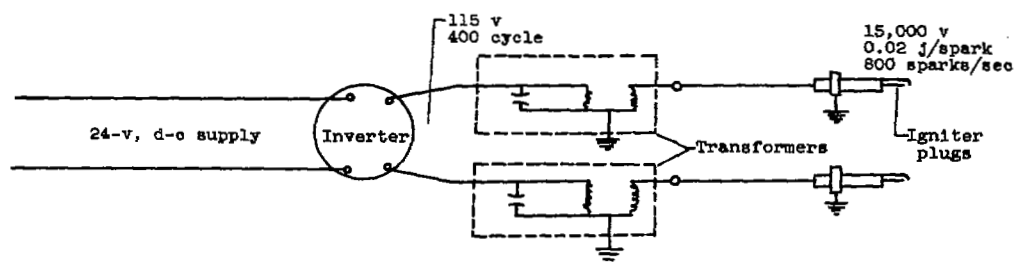 115 v
400 cycle
15,000 v
0.02 j/spark
800 sparks/sec
24-v, d-c supply
Inverter
Transformers
Igniter
plugs